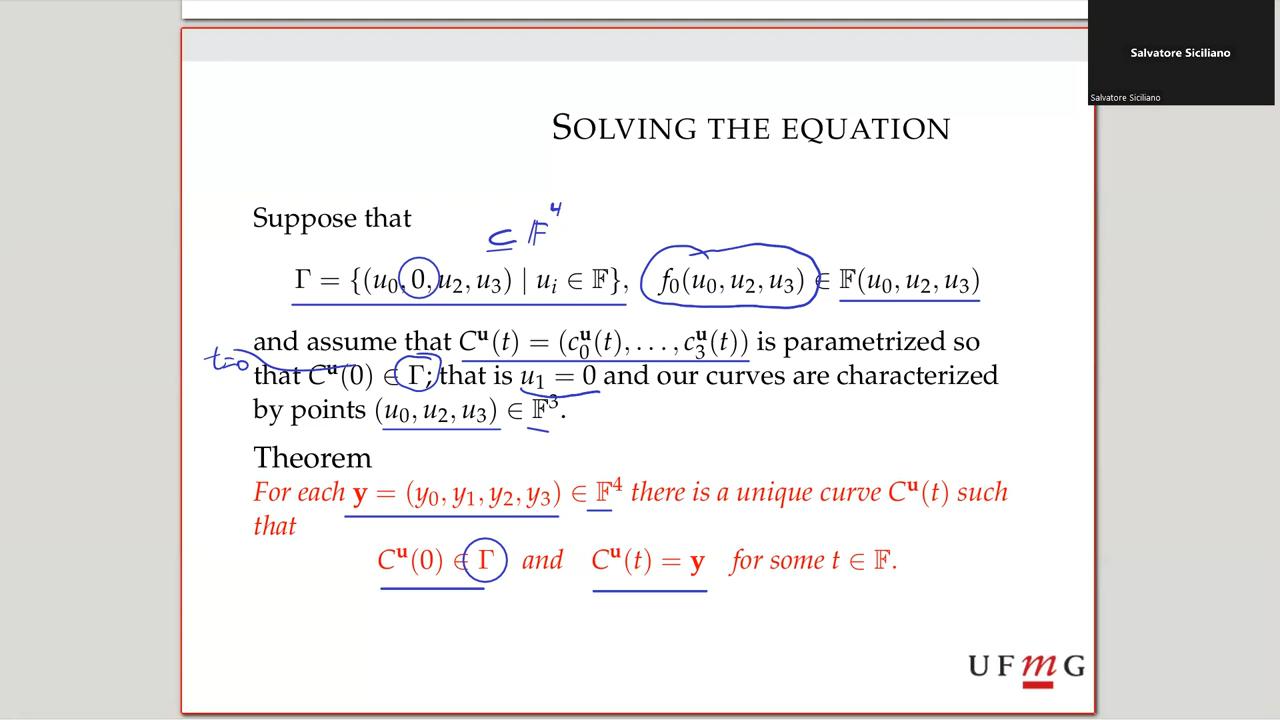 Salvatore Siciliano
Salvatore Siciliano
SOLVING THE EQUATION
Suppose that
⊆ 𝔽⁴
Γ = {(u₀, 0, u₂, u₃) | uᵢ ∈ 𝔽}, f₀(u₀, u₂, u₃) ∈ 𝔽(u₀, u₂, u₃)
and assume that Cᵘ(t) = (c₀ᵘ(t), . . . , c₃ᵘ(t)) is parametrized so
t=0
that Cᵘ(0) ∈ Γ; that is u₁ = 0 and our curves are characterized
by points (u₀, u₂, u₃) ∈ 𝔽³.
Theorem
For each y = (y₀, y₁, y₂, y₃) ∈ 𝔽⁴ there is a unique curve Cᵘ(t) such
that
Cᵘ(0) ∈ Γ and Cᵘ(t) = y for some t ∈ 𝔽.
UFmG